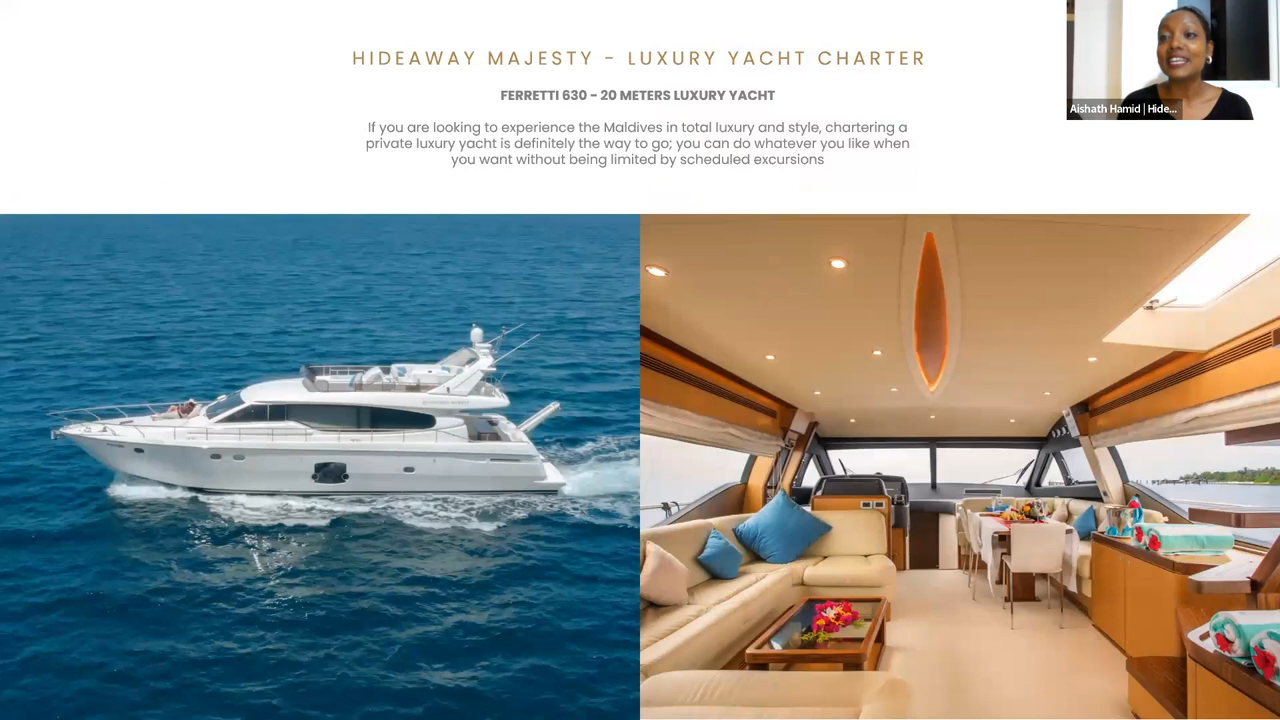 HIDEAWAY MAJESTY - LUXURY YACHT CHARTER
FERRETTI 630 - 20 METERS LUXURY YACHT
If you are looking to experience the Maldives in total luxury and style, chartering a
private luxury yacht is definitely the way to go; you can do whatever you like when
you want without being limited by scheduled excursions
Aishath Hamid | Hide...